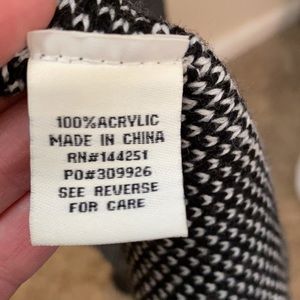 100%ACRYLIC
MADE IN CHINA
RN#144251
PO#309926
SEE REVERSE
FOR CARE